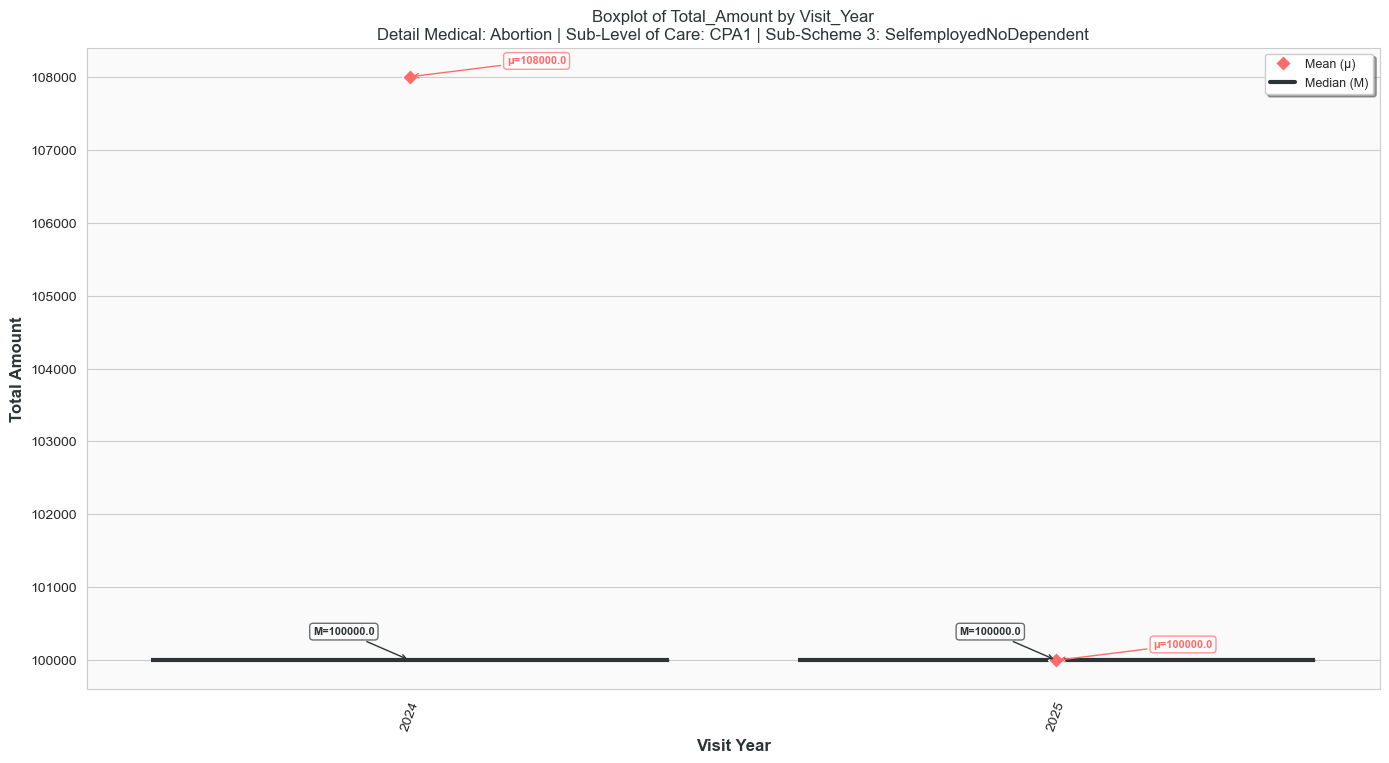 Boxplot of Total_Amount by Visit_Year
Detail Medical: Abortion | Sub-Level of Care: CPA1 | Sub-Scheme 3: SelfemployedNoDependent
Mean (μ)
Median (M)
μ=108000.0
108000
107000
106000
105000
104000
103000
102000
101000
100000
Total Amount
M=100000.0
M=100000.0
μ=100000.0
2024
2025
Visit Year